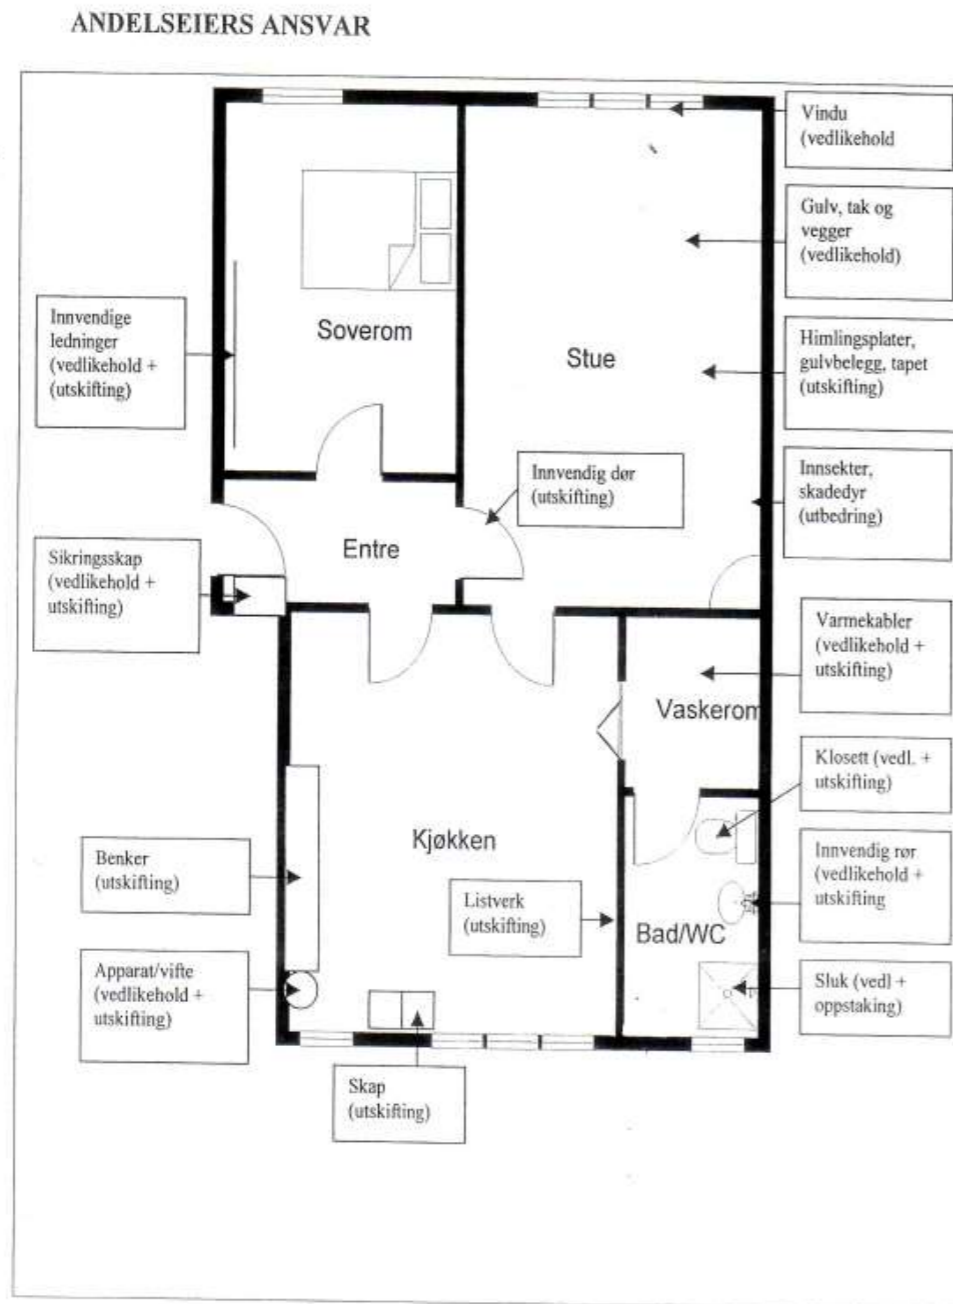 ANDELSEIERS ANSVAR
Vindu
(vedlikehold
Gulv, tak og
vegger
(vedlikehold)
Innvendige
ledninger
(vedlikehold +
(utskifting)
Soverom
Stue
Himlingsplater,
gulvbelegg, tapet
(utskifting)
Innvendig dør
(utskifting)
Innsekter,
skadedyr
(utbedring)
Sikringsskap
(vedlikehold +
utskifting)
Entre
Varmekabler
(vedlikehold +
utskifting)
Vaskerom
Klosett (vedl. +
utskifting)
Kjøkken
Benker
(utskifting)
Listverk
(utskifting)
Innvendig rør
(vedlikehold +
utskifting
Bad/WC
Apparat/vifte
(vedlikehold +
utskifting)
Sluk (vedl +
oppstaking)
Skap
(utskifting)